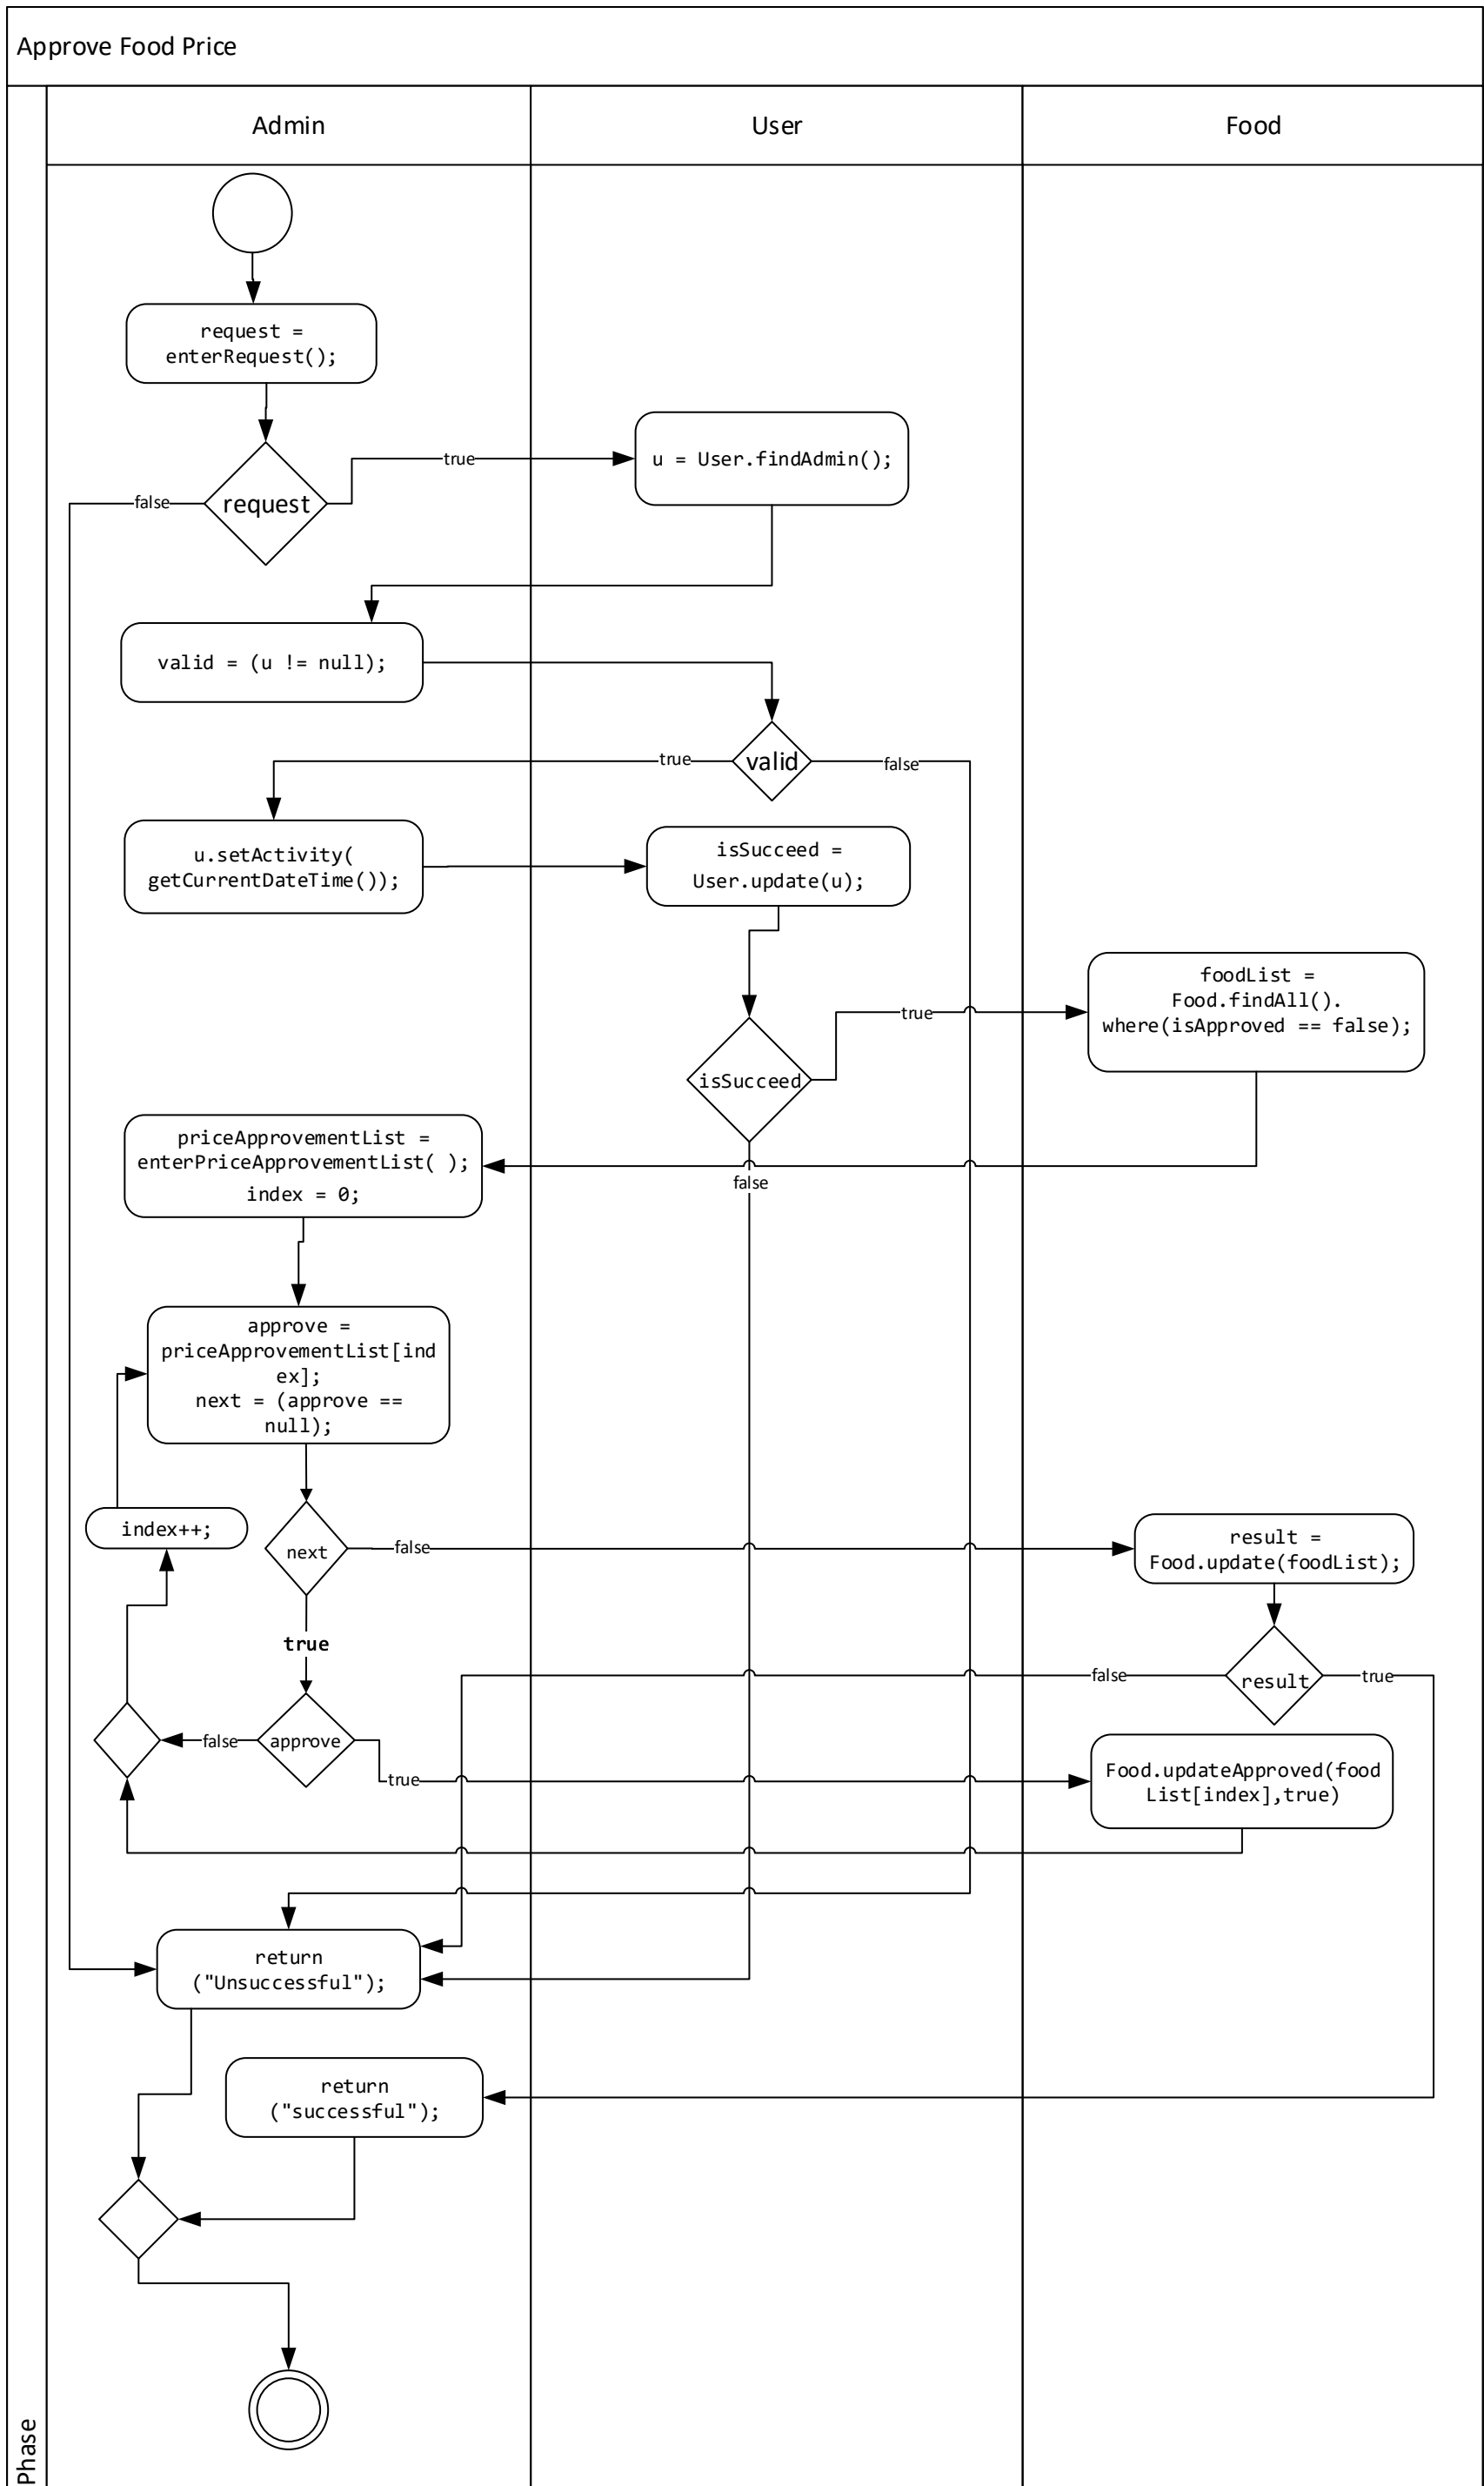 Approve Food Price
Admin
User
Food
request =
enterRequest();
request
true
false
u = User.findAdmin();
valid = (u != null);
valid
true
false
u.setActivity(
getCurrentDateTime());
isSucceed =
User.update(u);
isSucceed
true
false
foodList =
Food.findAll().
where(isApproved == false);
priceApprovementList =
enterPriceApprovementList( );
index = 0;
approve =
priceApprovementList[ind
ex];
next = (approve ==
null);
index++;
next
false
true
result =
Food.update(foodList);
result
false
true
approve
false
true
Food.updateApproved(food
List[index],true)
return
("Unsuccessful");
return
("successful");
Phase